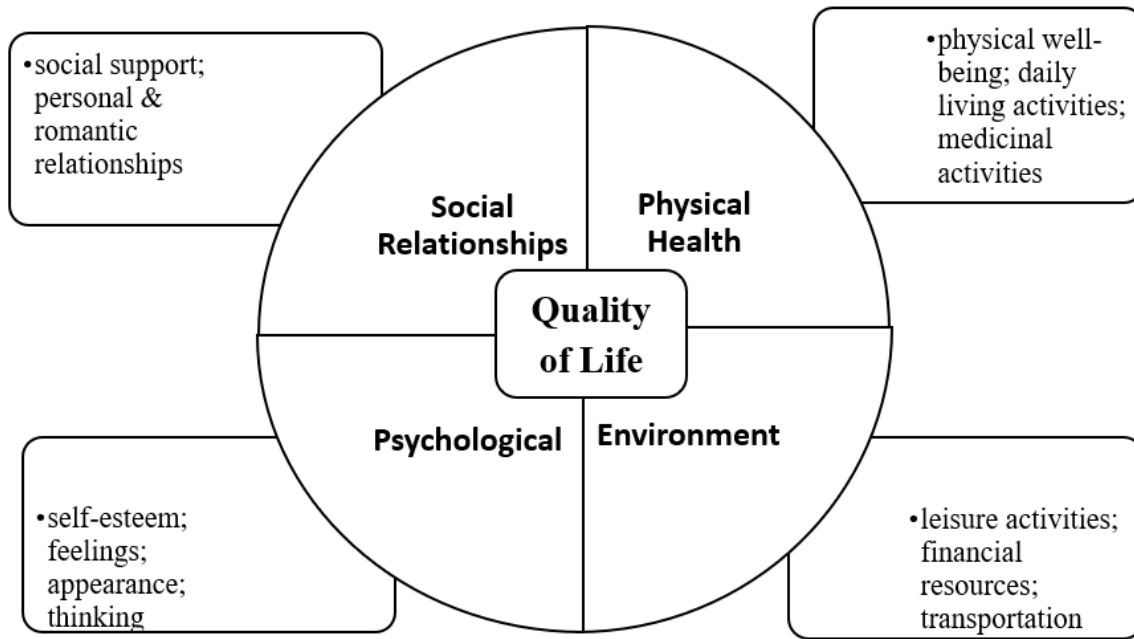 •social support;
personal &
romantic
relationships
•physical well-
being; daily
living activities;
medicinal
activities
Social
Relationships
Physical
Health
Quality
of Life
Psychological
Environment
•self-esteem;
feelings;
appearance;
thinking
•leisure activities;
financial
resources;
transportation